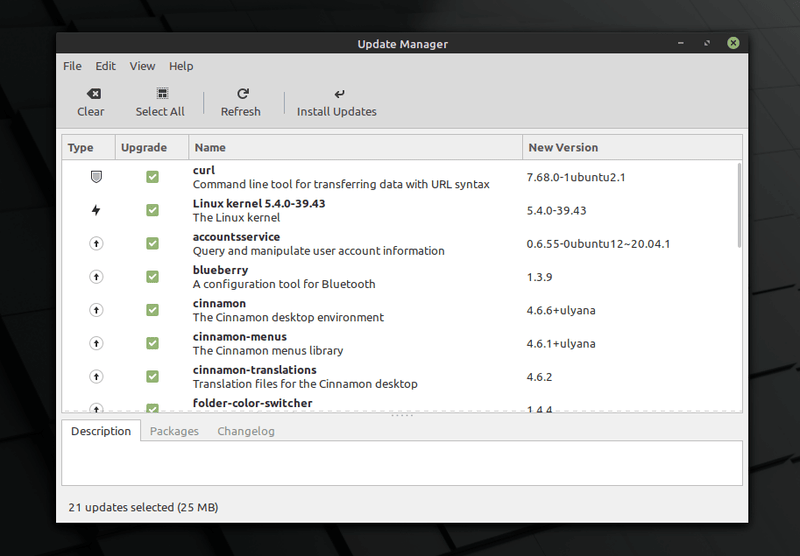 Update Manager
File Edit View Help
Clear Select All Refresh Install Updates
Type Upgrade Name New Version
curl
Command line tool for transferring data with URL syntax
7.68.0-1ubuntu2.1
Linux kernel 5.4.0-39.43
The Linux kernel
5.4.0-39.43
accountsservice
Query and manipulate user account information
0.6.55-0ubuntu12~20.04.1
blueberry
A configuration tool for Bluetooth
1.3.9
cinnamon
The Cinnamon desktop environment
4.6.6+ulyana
cinnamon-menus
The Cinnamon menus library
4.6.1+ulyana
cinnamon-translations
Translation files for the Cinnamon desktop
4.6.2
folder-color-switcher
1.4.4
Description Packages Changelog
21 updates selected (25 MB)